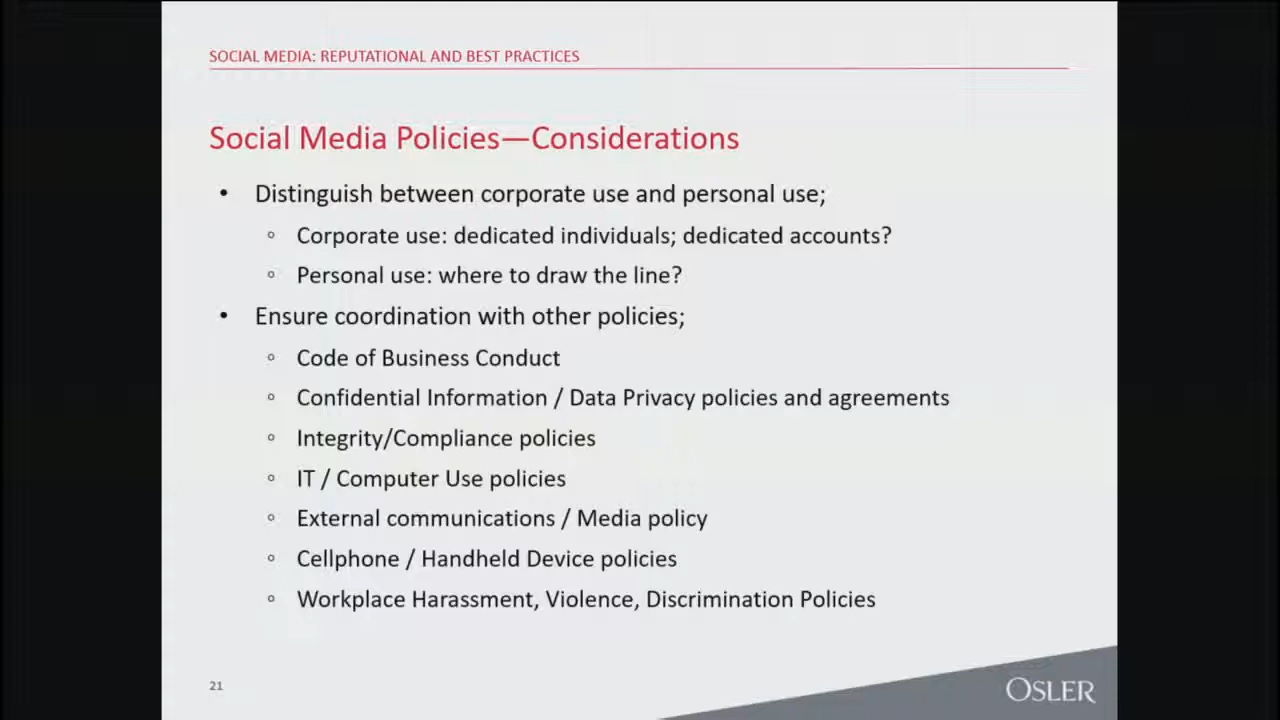 SOCIAL MEDIA: REPUTATIONAL AND BEST PRACTICES
Social Media Policies—Considerations
• Distinguish between corporate use and personal use;
◦ Corporate use: dedicated individuals; dedicated accounts?
◦ Personal use: where to draw the line?
• Ensure coordination with other policies;
◦ Code of Business Conduct
◦ Confidential Information / Data Privacy policies and agreements
◦ Integrity/Compliance policies
◦ IT / Computer Use policies
◦ External communications / Media policy
◦ Cellphone / Handheld Device policies
◦ Workplace Harassment, Violence, Discrimination Policies
21
OSLER